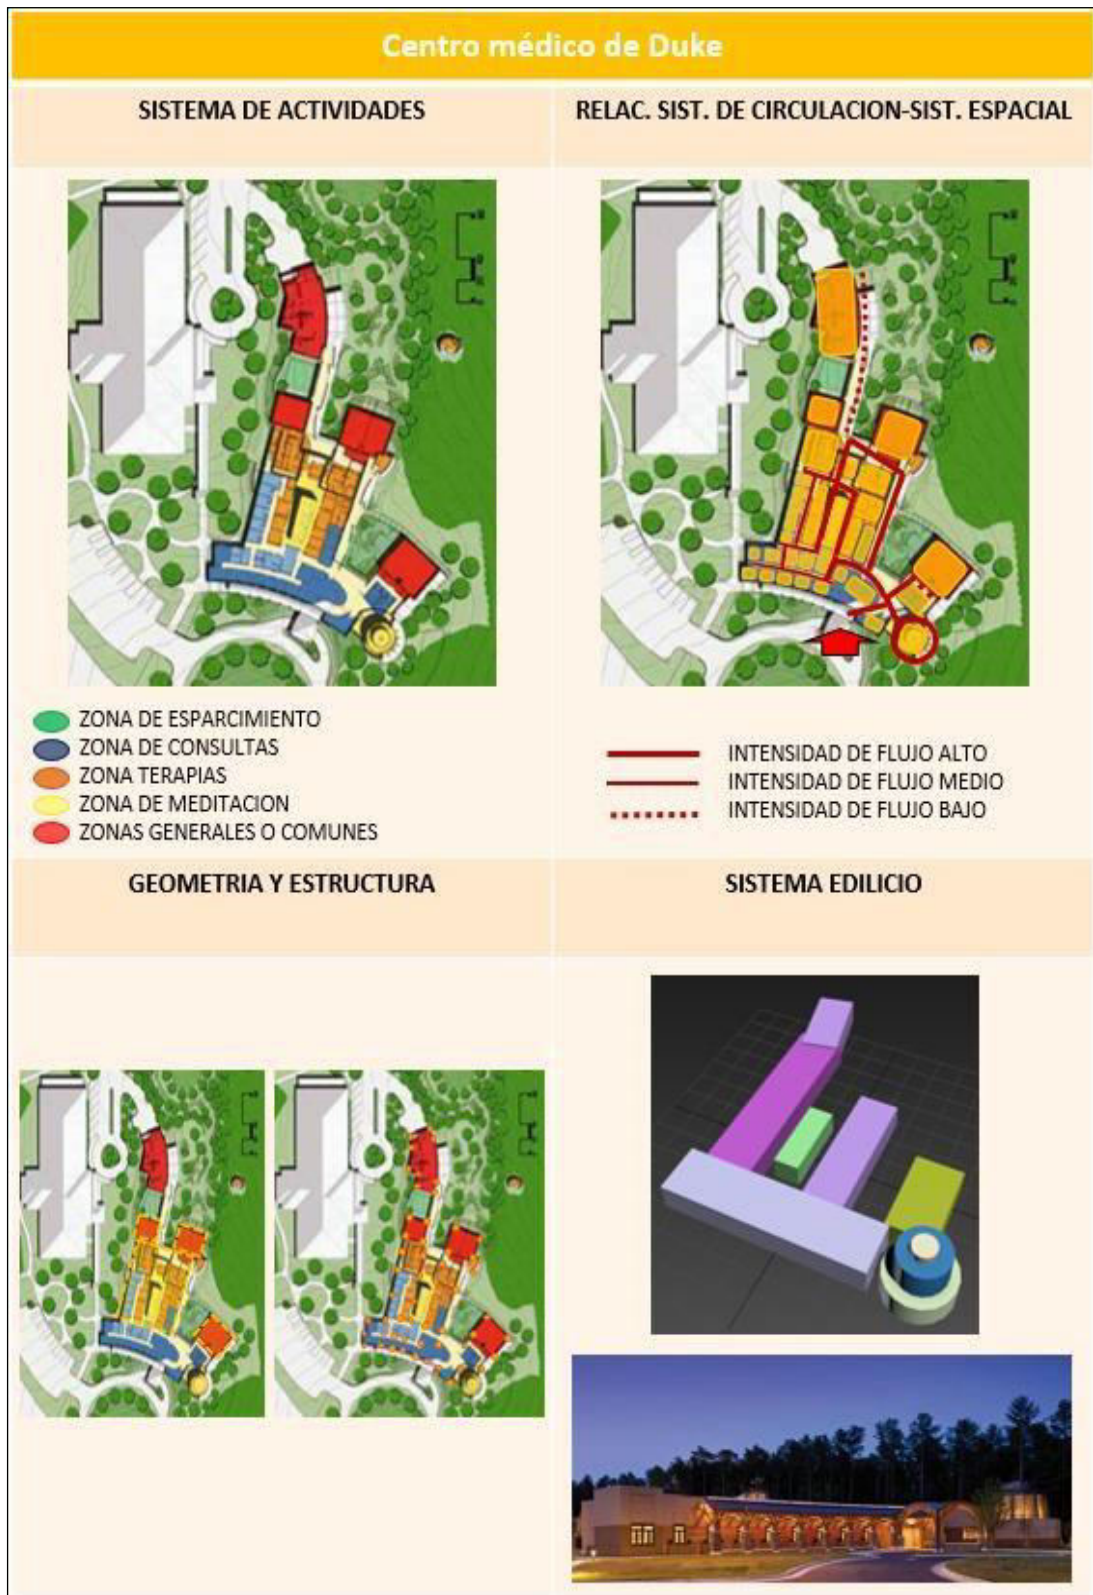 Centro médico de Duke
SISTEMA DE ACTIVIDADES
RELAC. SIST. DE CIRCULACION-SIST. ESPACIAL
ZONA DE ESPARCIMIENTO
ZONA DE CONSULTAS
ZONA TERAPIAS
ZONA DE MEDITACION
ZONAS GENERALES O COMUNES
INTENSIDAD DE FLUJO ALTO
INTENSIDAD DE FLUJO MEDIO
INTENSIDAD DE FLUJO BAJO
GEOMETRIA Y ESTRUCTURA
SISTEMA EDILICIO